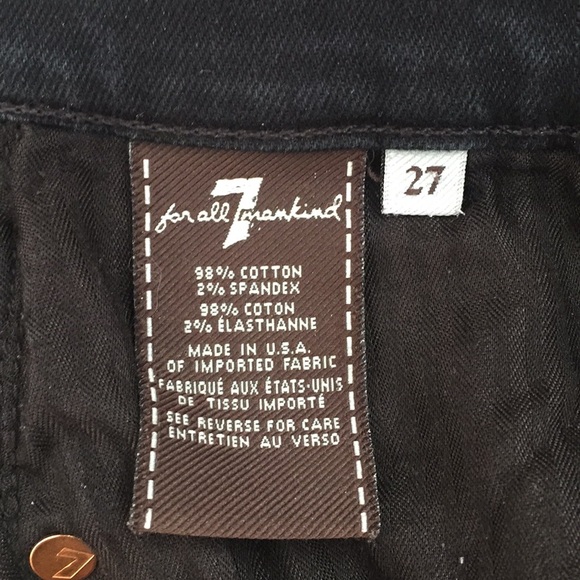 for all 7 mankind
27
98% COTTON
2% SPANDEX
98% COTON
2% ÉLASTHANNE
MADE IN U.S.A.
OF IMPORTED FABRIC
FABRIQUÉ AUX ÉTATS-UNIS
DE TISSU IMPORTÉ
SEE REVERSE FOR CARE
ENTRETIEN AU VERSO
7